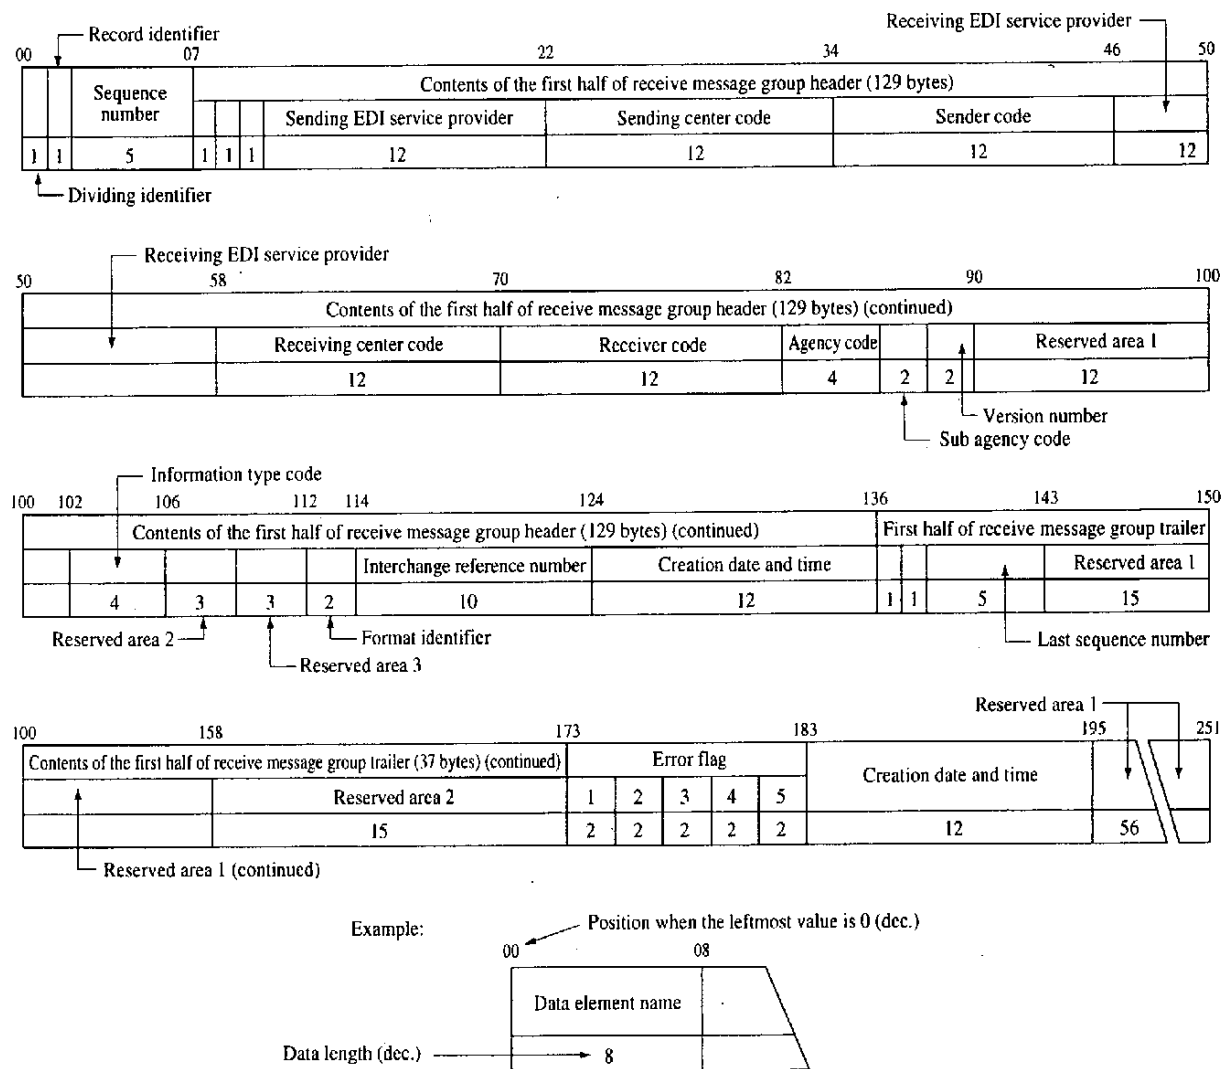 Receiving EDI service provider
Record identifier
00 07 22 34 46 50
Sequence number
Contents of the first half of receive message group header (129 bytes)
Sending EDI service provider Sending center code Sender code
1 1 5 1 1 1 12 12 12 12
Dividing identifier
Receiving EDI service provider
50 58 70 82 90 100
Contents of the first half of receive message group header (129 bytes) (continued)
Receiving center code Receiver code Agency code Reserved area 1
12 12 4 2 2 12
Version number
Sub agency code
Information type code
100 102 106 112 114 124 136 143 150
Contents of the first half of receive message group header (129 bytes) (continued) First half of receive message group trailer
Interchange reference number Creation date and time Reserved area 1
4 3 3 2 10 12 1 1 5 15
Reserved area 2 Format identifier Last sequence number
Reserved area 3
Reserved area 1
100 158 173 183 195 251
Contents of the first half of receive message group trailer (37 bytes) (continued) Error flag Creation date and time
Reserved area 2 1 2 3 4 5
15 2 2 2 2 2 12 56
Reserved area 1 (continued)
Example: Position when the leftmost value is 0 (dec.)
00 08
Data element name
Data length (dec.) 8